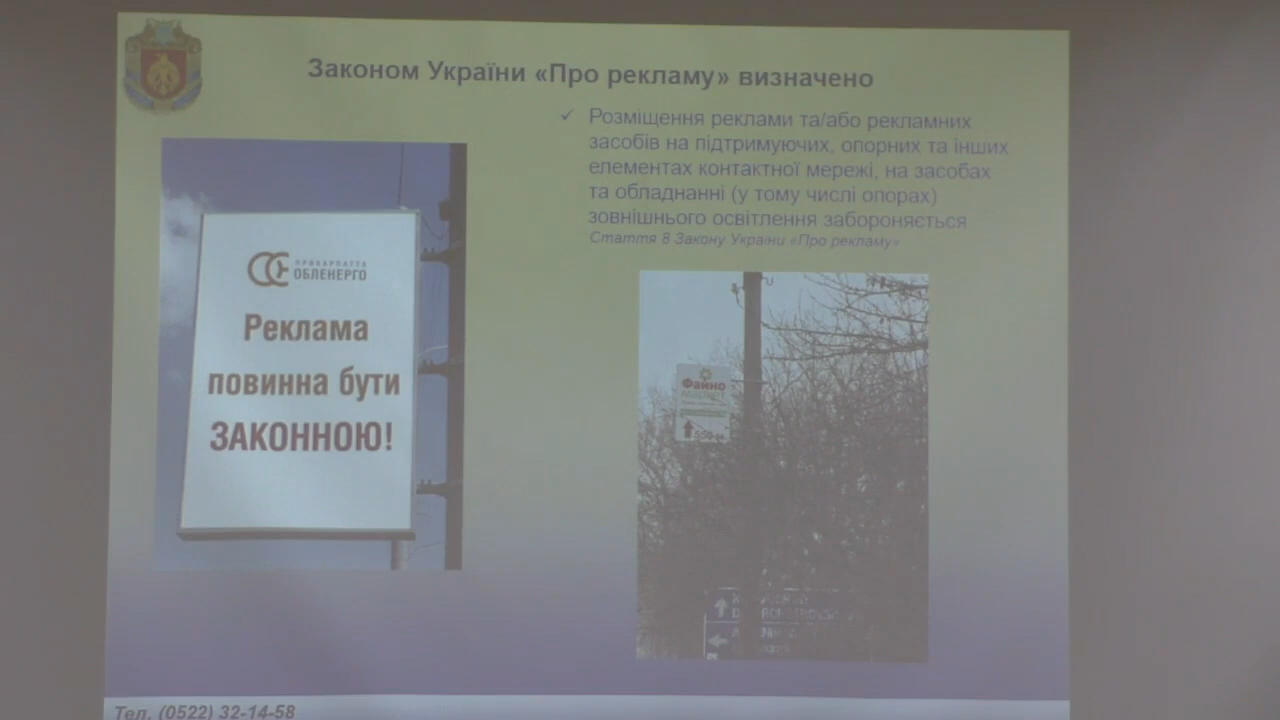 Законом України «Про рекламу» визначено
Розміщення реклами та/або рекламних
засобів на підтримуючих, опорних та інших
елементах контактної мережі, на засобах
та обладнанні (у тому числі опорах)
зовнішнього освітлення забороняється
Стаття 8 Закону України «Про рекламу»
ПРИКАРПАТТЯ
ОБЛЕНЕРГО
Реклама
повинна бути
ЗАКОННОЮ!
Файно
Тел. (0522) 32-14-58